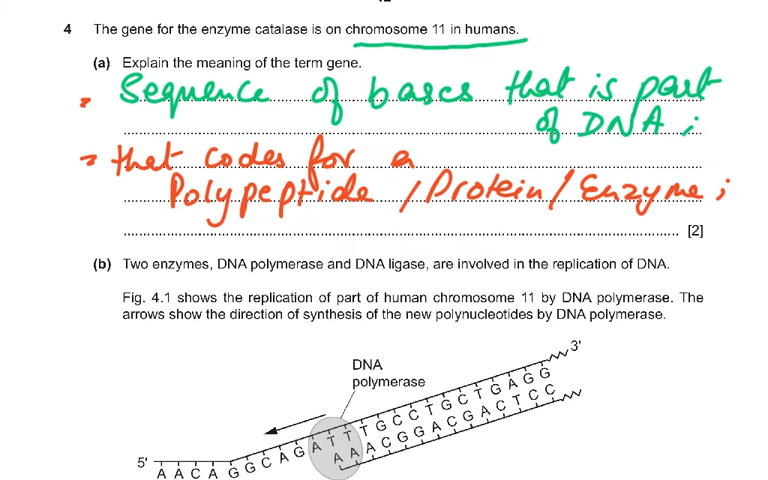 4 The gene for the enzyme catalase is on chromosome 11 in humans.
(a) Explain the meaning of the term gene.
Sequence of bases that is part
of DNA ;
that codes for a
Polypeptide / Protein / Enzyme ;
[2]
(b) Two enzymes, DNA polymerase and DNA ligase, are involved in the replication of DNA.
Fig. 4.1 shows the replication of part of human chromosome 11 by DNA polymerase. The
arrows show the direction of synthesis of the new polynucleotides by DNA polymerase.
DNA
polymerase
3'
5' A A C A G G C A G A T T T G C C T G C T G A G G
A A A C G G A C G A C T C C